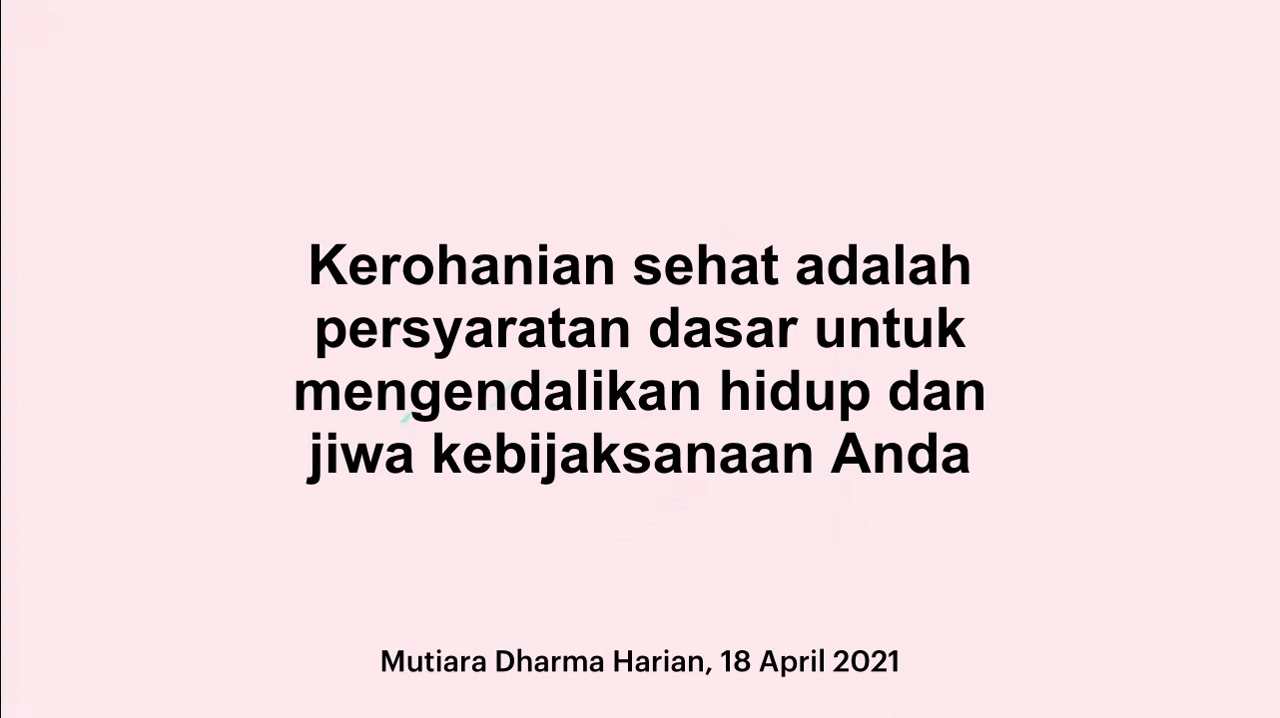 Kerohanian sehat adalah
persyaratan dasar untuk
mengendalikan hidup dan
jiwa kebijaksanaan Anda
Mutiara Dharma Harian, 18 April 2021